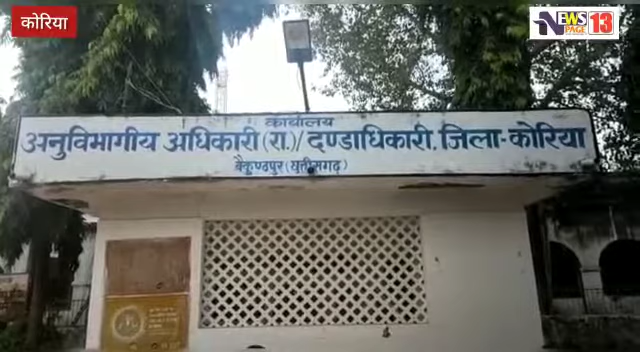 कोरिया
NEWS 13
PAGE
कार्यालय
अनुविभागीय अधिकारी (रा.)/ दण्डाधिकारी, जिला-कोरिया
बैकुण्ठपुर (छत्तीसगढ़)